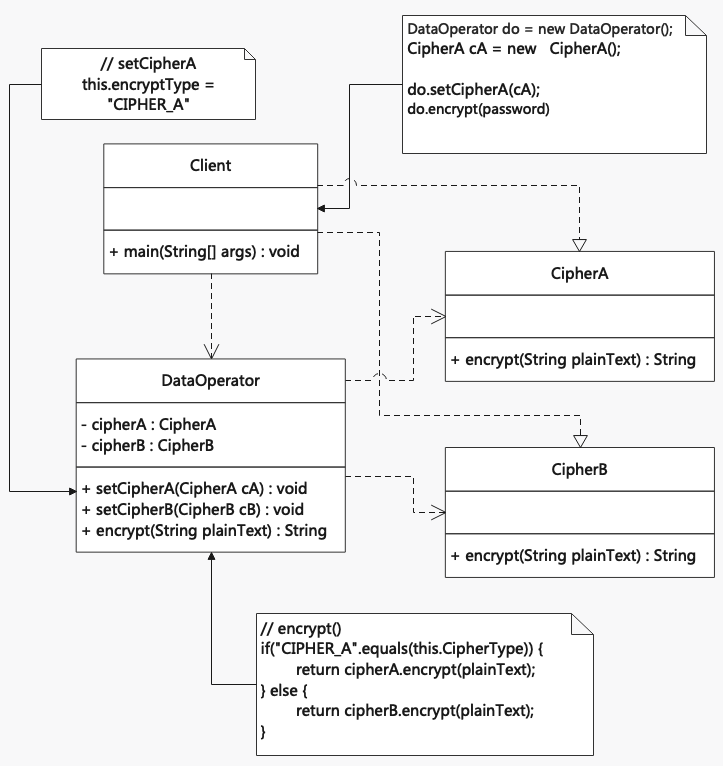 DataOperator do = new DataOperator();
CipherA cA = new   CipherA();
do.setCipherA(cA);
do.encrypt(password)
// setCipherA
this.encryptType =
"CIPHER_A"
Client
+ main(String[] args) : void
CipherA
+ encrypt(String plainText) : String
DataOperator
- cipherA : CipherA
- cipherB : CipherB
+ setCipherA(CipherA cA) : void
+ setCipherB(CipherB cB) : void
+ encrypt(String plainText) : String
CipherB
+ encrypt(String plainText) : String
// encrypt()
if("CIPHER_A".equals(this.CipherType)) {
return cipherA.encrypt(plainText);
} else {
return cipherB.encrypt(plainText);
}